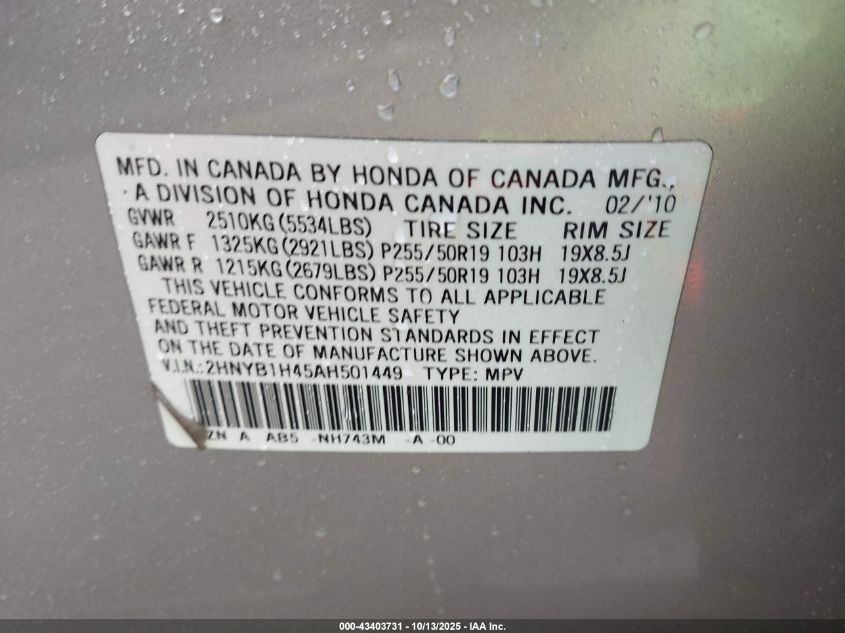 MFD. IN CANADA BY HONDA OF CANADA MFG.,
A DIVISION OF HONDA CANADA INC. 02/'10
GVWR 2510KG(5534LBS) TIRE SIZE RIM SIZE
GAWR F 1325KG(2921LBS) P255/50R19 103H 19X8.5J
GAWR R 1215KG(2679LBS) P255/50R19 103H 19X8.5J
THIS VEHICLE CONFORMS TO ALL APPLICABLE
FEDERAL MOTOR VEHICLE SAFETY
AND THEFT PREVENTION STANDARDS IN EFFECT
ON THE DATE OF MANUFACTURE SHOWN ABOVE.
V.I.N.:2HNYB1H45AH501449 TYPE: MPV
ZN A AB5 -NH743M -A -00
000-43403731 - 10/13/2025 - IAA Inc.